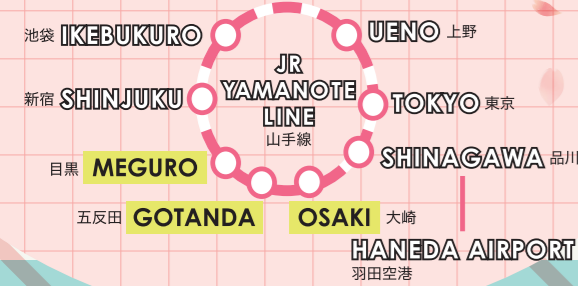 池袋 IKEBUKURO
UENO 上野
JR
YAMANOTE
LINE
山手線
新宿 SHINJUKU
TOKYO 東京
目黒 MEGURO
SHINAGAWA 品川
五反田 GOTANDA
OSAKI 大崎
HANEDA AIRPORT
羽田空港